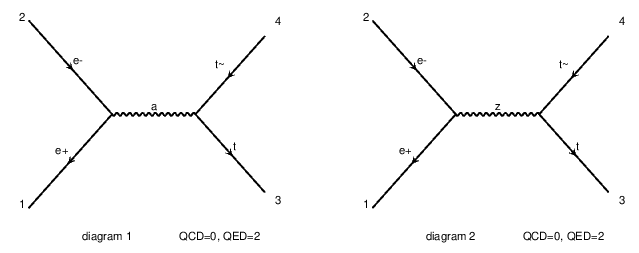 2
4
e-
t~
a
e+
t
1
3
diagram 1 QCD=0, QED=2
2
4
e-
t~
z
e+
t
1
3
diagram 2 QCD=0, QED=2